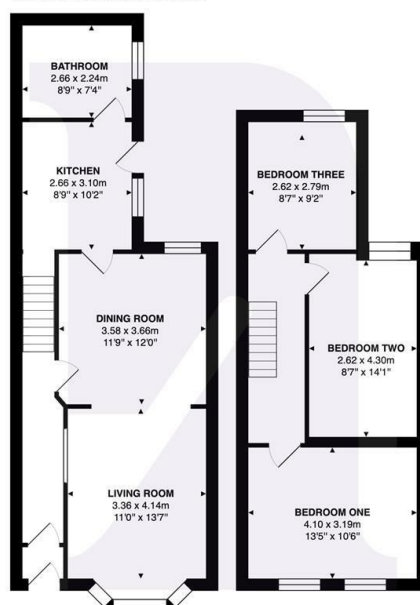 BATHROOM
2.66 x 2.24m
8'9" x 7'4"
KITCHEN
2.66 x 3.10m
8'9" x 10'2"
DINING ROOM
3.58 x 3.66m
11'9" x 12'0"
LIVING ROOM
3.36 x 4.14m
11'0" x 13'7"
BEDROOM THREE
2.62 x 2.79m
8'7" x 9'2"
BEDROOM TWO
2.62 x 4.30m
8'7" x 14'1"
BEDROOM ONE
4.10 x 3.19m
13'5" x 10'6"